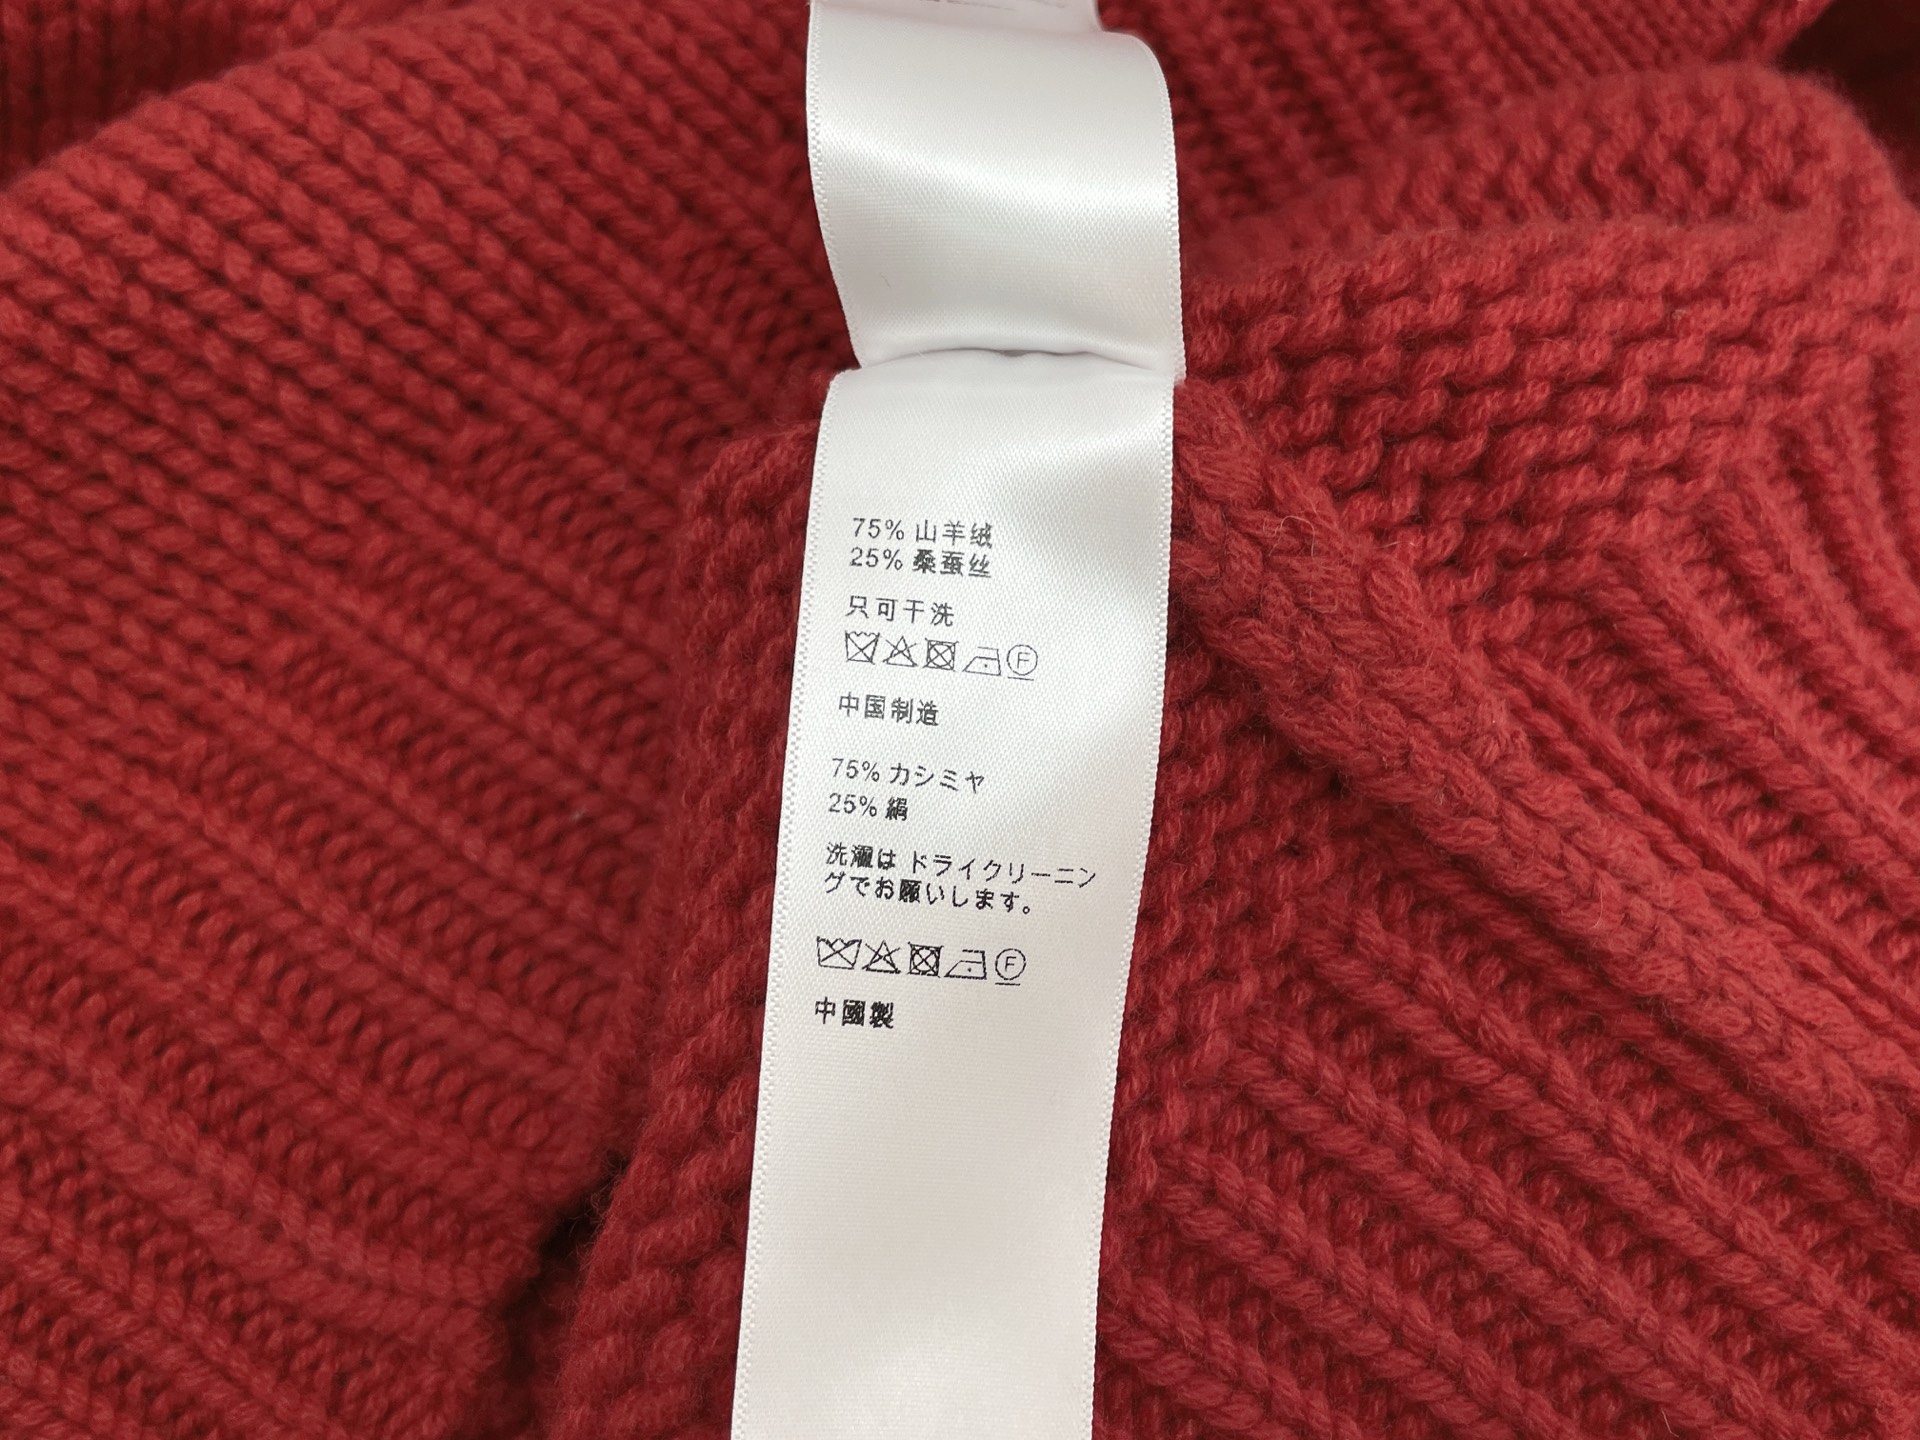 75% 山羊绒
25% 桑蚕丝
只可干洗
F
中国制造
75% カシミヤ
25% 絹
洗濯は ドライクリーニン
グでお願いします。
F
中國製